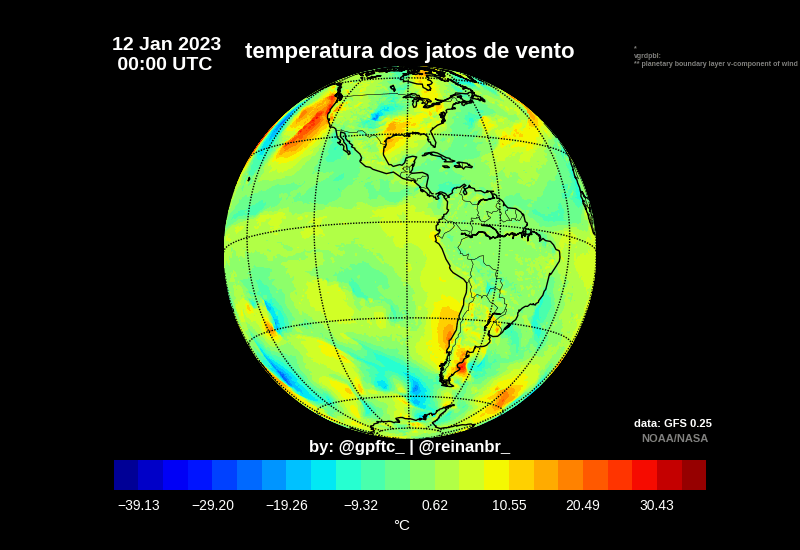 12 Jan 2023
00:00 UTC
temperatura dos jatos de vento
*
vgrdpbl:
** planetary boundary layer v-component of wind
data: GFS 0.25
NOAA/NASA
by: @gpftc_ | @reinanbr_
−39.13 −29.20 −19.26 −9.32 0.62 10.55 20.49 30.43
°C